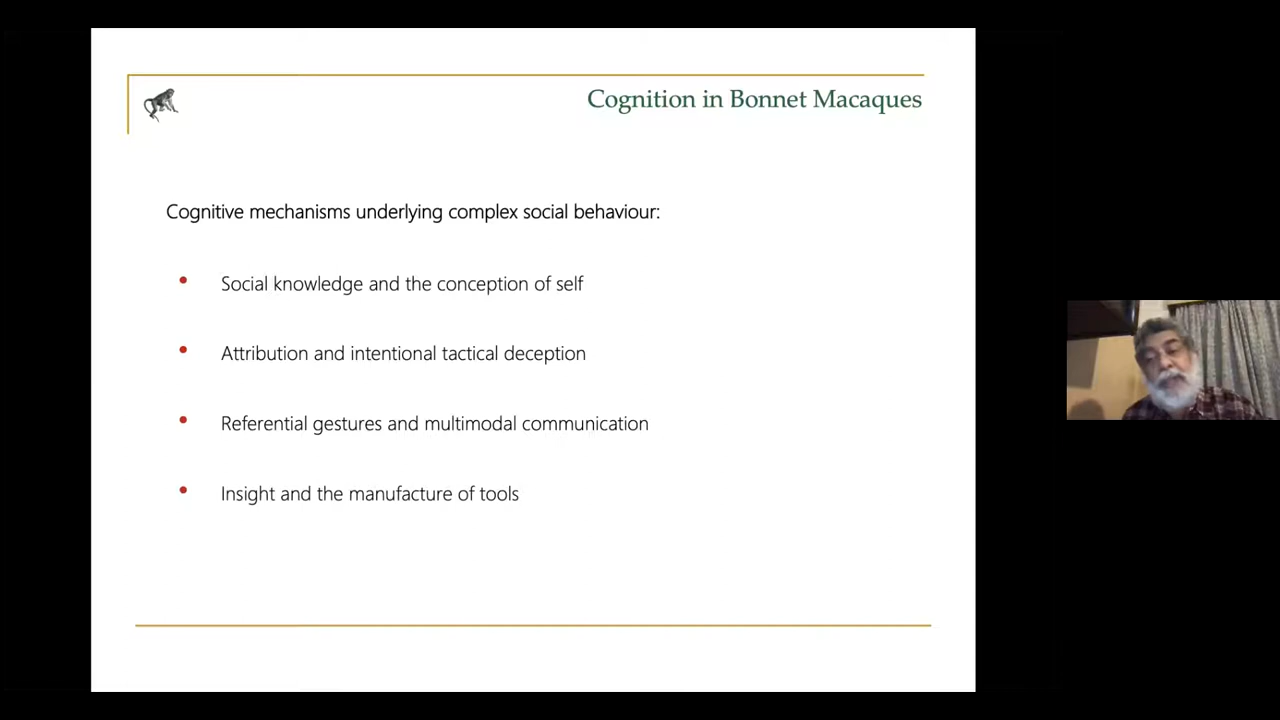 Cognition in Bonnet Macaques
Cognitive mechanisms underlying complex social behaviour:
• Social knowledge and the conception of self
• Attribution and intentional tactical deception
• Referential gestures and multimodal communication
• Insight and the manufacture of tools